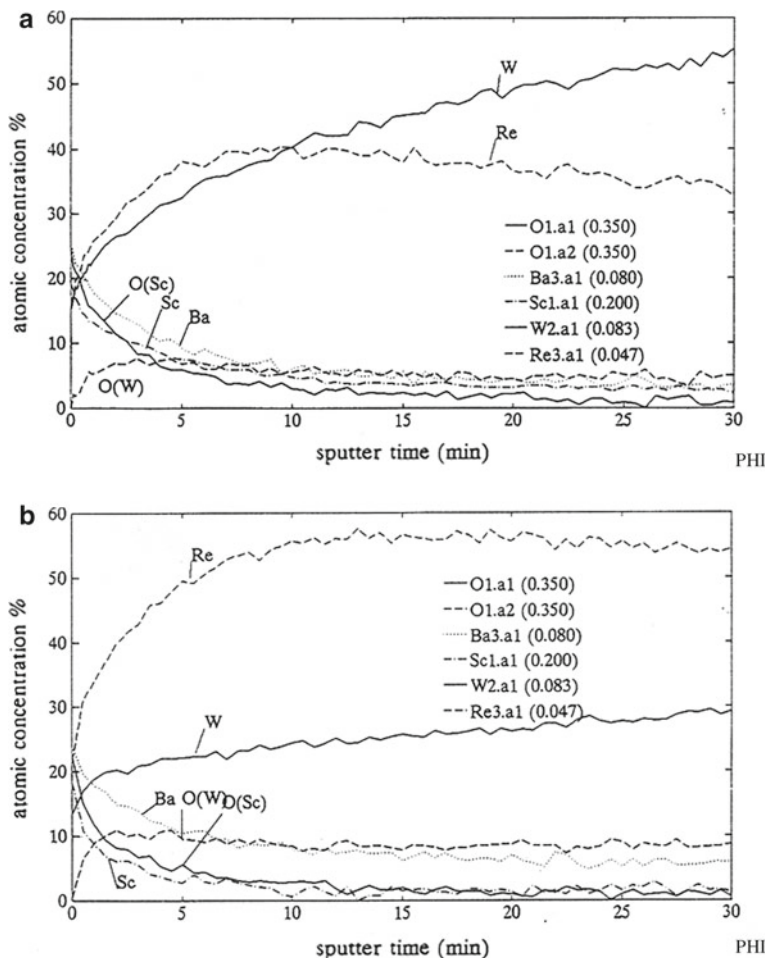 a
60
50
40
30
20
10
0
atomic concentration %
W
Re
O(Sc)
Sc
Ba
O(W)
O1.a1 (0.350)
O1.a2 (0.350)
Ba3.a1 (0.080)
Sc1.a1 (0.200)
W2.a1 (0.083)
Re3.a1 (0.047)
0 5 10 15 20 25 30
sputter time (min)
PHI
b
60
50
40
30
20
10
0
atomic concentration %
Re
W
Ba O(W) O(Sc)
Sc
O1.a1 (0.350)
O1.a2 (0.350)
Ba3.a1 (0.080)
Sc1.a1 (0.200)
W2.a1 (0.083)
Re3.a1 (0.047)
0 5 10 15 20 25 30
sputter time (min)
PHI